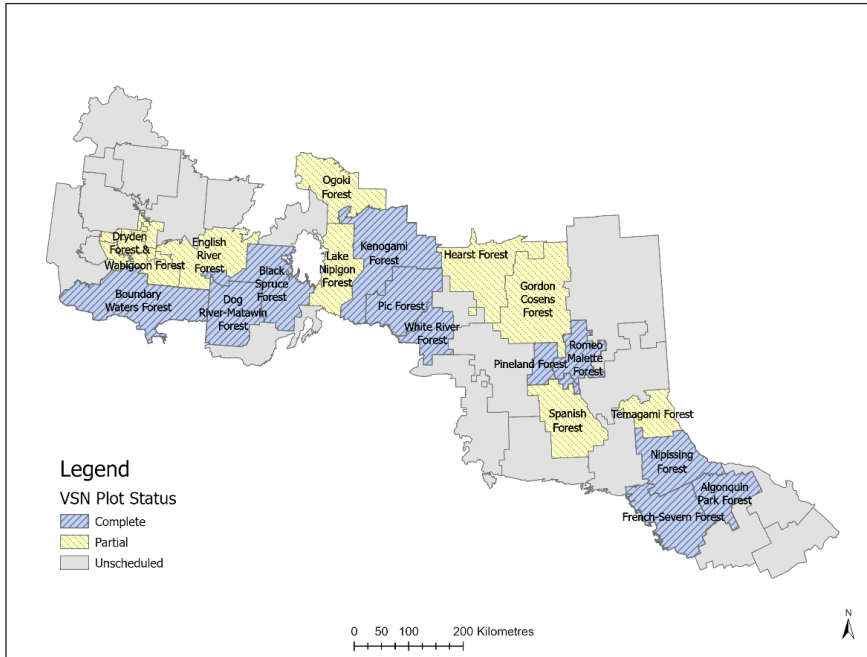 Ogoki
Forest
Dryden
Forest &
Wabigoon Forest
English
River
Forest
Kenogami
Forest
Hearst Forest
Lake
Nipigon
Forest
Black
Spruce
Forest
Gordon
Cosens
Forest
Boundary
Waters Forest
Dog
River-Matawin
Forest
Pic Forest
White River
Forest
Romeo
Malette
Forest
Pineland Forest
Spanish
Forest
Temagami Forest
Nipissing
Forest
Algonquin
Park Forest
French-Severn Forest
Legend
VSN Plot Status
Complete
Partial
Unscheduled
0 50 100 200 Kilometres
N